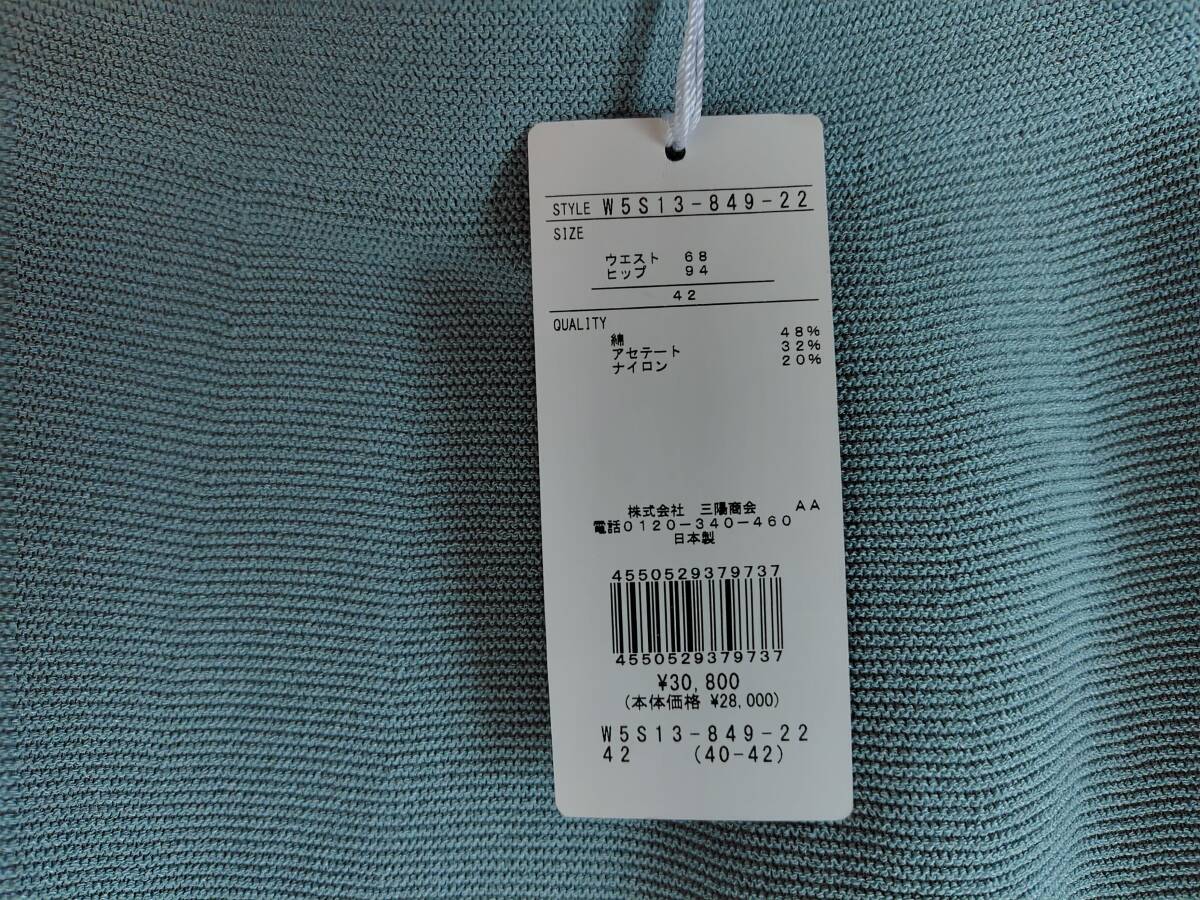 STYLE W5S13-849-22
SIZE
ウエスト 68
ヒップ 94
42
QUALITY
綿 48%
アセテート 32%
ナイロン 20%
株式会社 三陽商会 AA
電話0120-340-460
日本製
4550529379737
4550529379737
¥30,800
(本体価格 ¥28,000)
W5S13-849-22
42 (40-42)